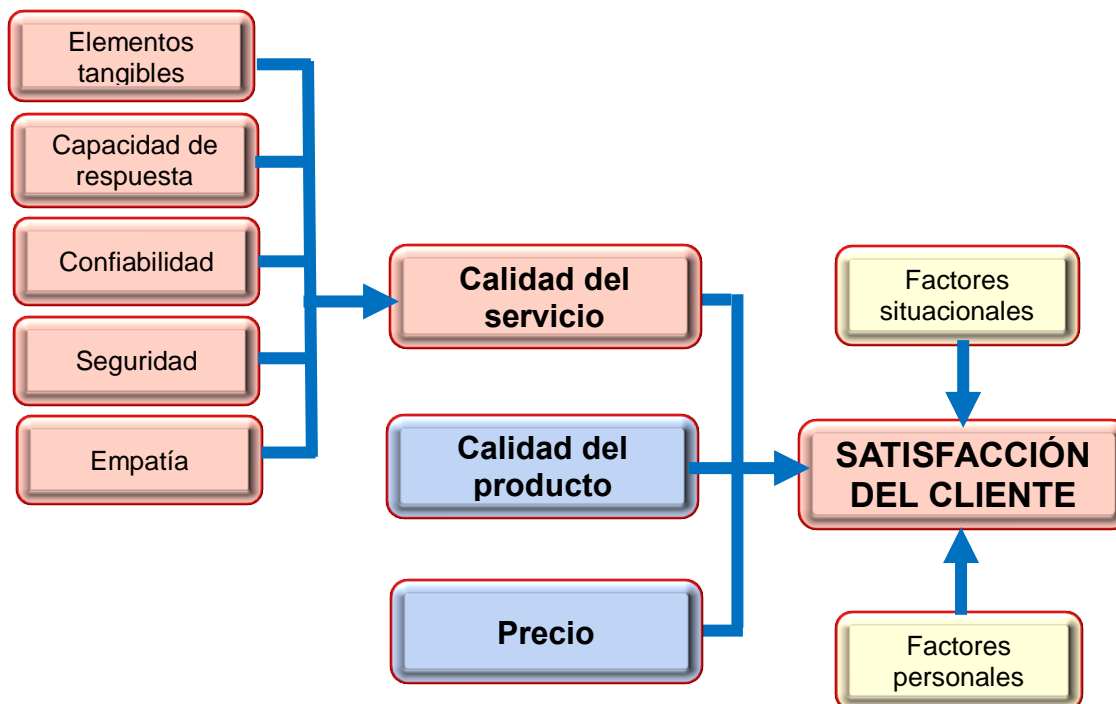 Elementos
tangibles
Capacidad de
respuesta
Confiabilidad
Seguridad
Empatía
Calidad del
servicio
Calidad del
producto
Precio
Factores
situacionales
SATISFACCIÓN
DEL CLIENTE
Factores
personales